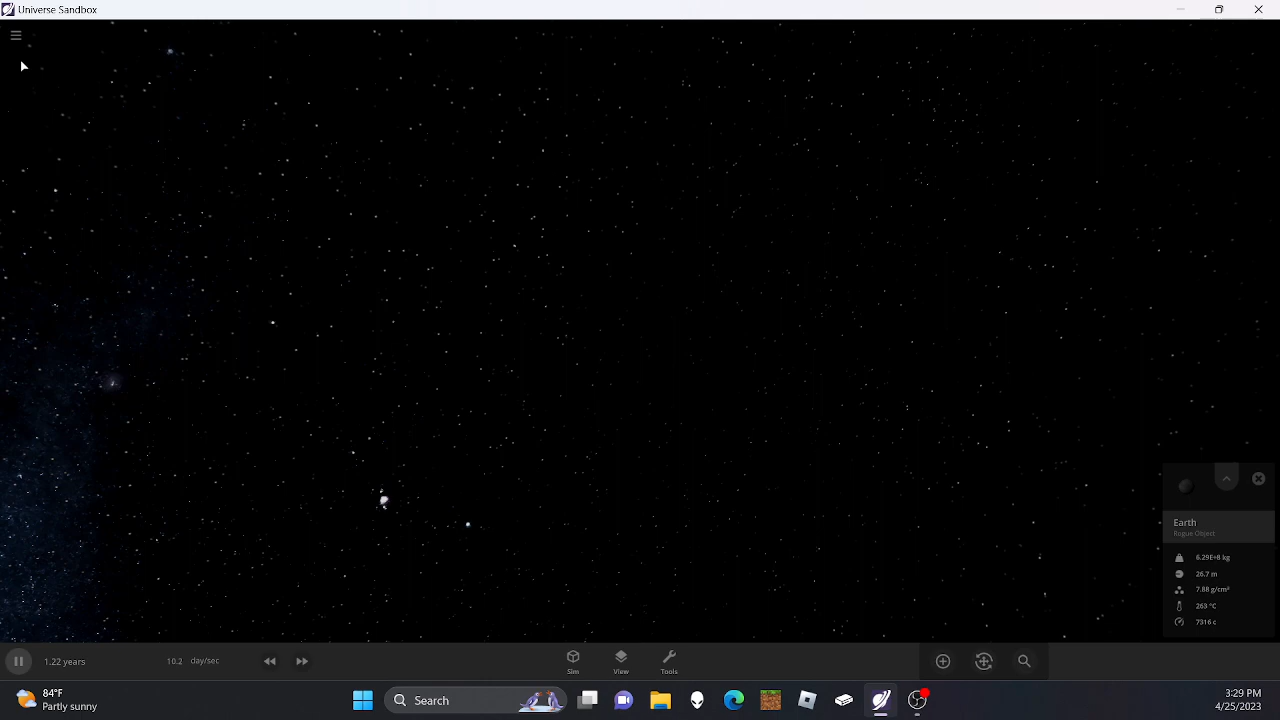 Universe Sandbox
Earth
Rogue Object
6.29E+8 kg
26.7 m
7.88 g/cm³
263 °C
7316 c
1.22 years
10.2 day/sec
Sim
View
Tools
84°F
Partly sunny
Search
3:29 PM
4/25/2023